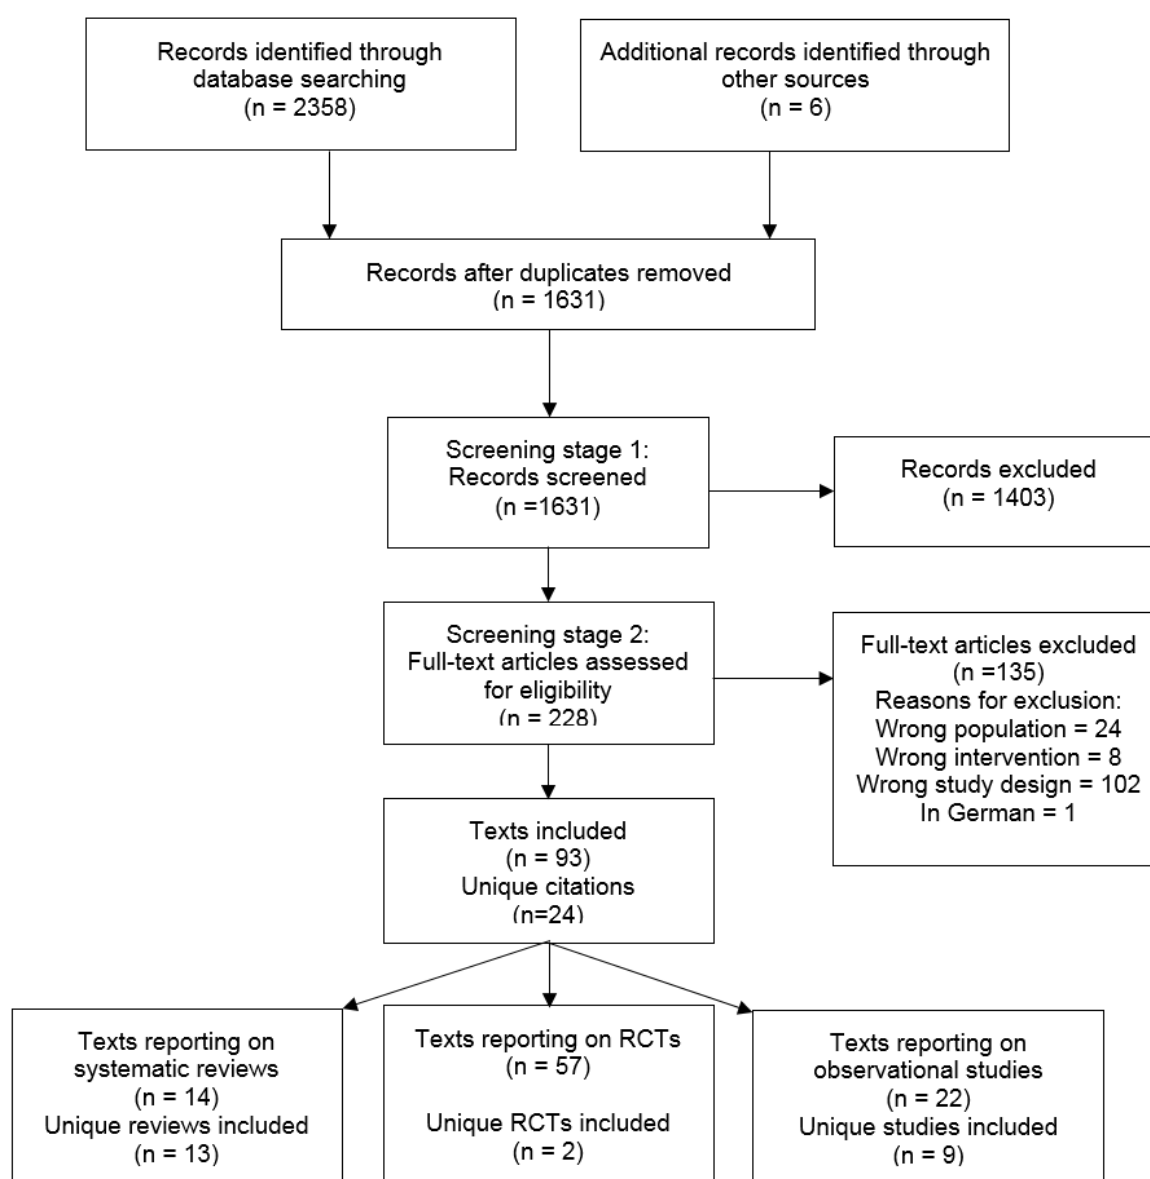 Records identified through
database searching
(n = 2358)
Additional records identified through
other sources
(n = 6)
Records after duplicates removed
(n = 1631)
Screening stage 1:
Records screened
(n =1631)
Records excluded
(n = 1403)
Screening stage 2:
Full-text articles assessed
for eligibility
(n = 228)
Full-text articles excluded
(n =135)
Reasons for exclusion:
Wrong population = 24
Wrong intervention = 8
Wrong study design = 102
In German = 1
Texts included
(n = 93)
Unique citations
(n=24)
Texts reporting on
systematic reviews
(n = 14)
Unique reviews included
(n = 13)
Texts reporting on RCTs
(n = 57)
Unique RCTs included
(n = 2)
Texts reporting on
observational studies
(n = 22)
Unique studies included
(n = 9)